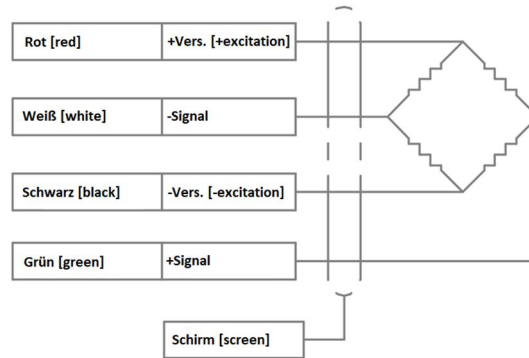 Rot [red] +Vers. [+excitation]
Weiß [white] -Signal
Schwarz [black] -Vers. [-excitation]
Grün [green] +Signal
Schirm [screen]